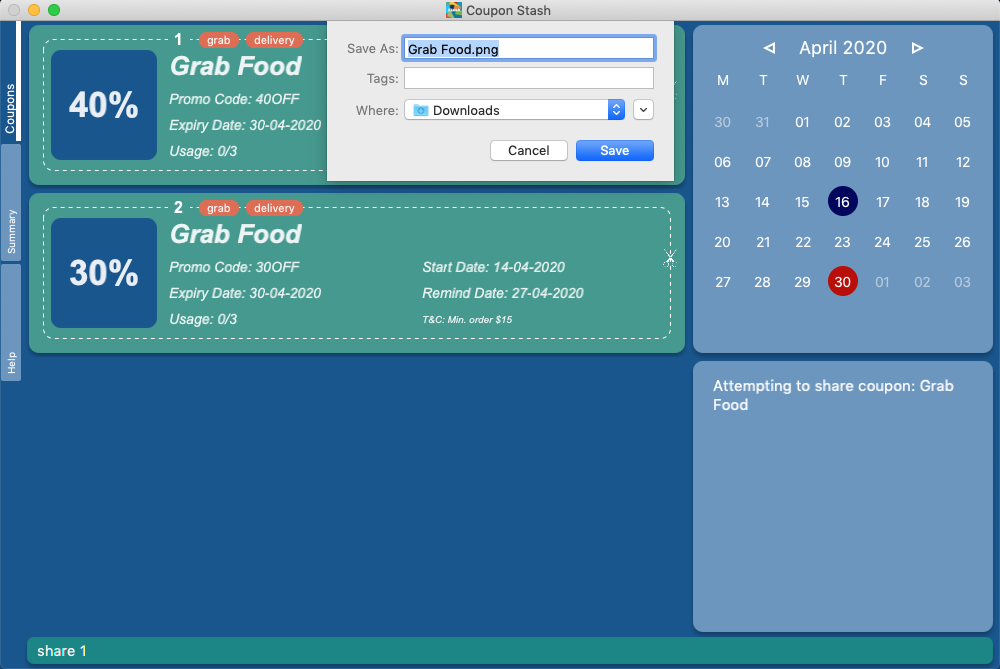 Coupon Stash
Coupons
Summary
Help
1 grab delivery
Grab Food
40%
Promo Code: 40OFF
Expiry Date: 30-04-2020
Usage: 0/3
Save As: Grab Food.png
Tags:
Where: Downloads
Cancel Save
2 grab delivery
Grab Food
30%
Promo Code: 30OFF
Start Date: 14-04-2020
Expiry Date: 30-04-2020
Remind Date: 27-04-2020
Usage: 0/3
T&C: Min. order $15
April 2020
M T W T F S S
30 31 01 02 03 04 05
06 07 08 09 10 11 12
13 14 15 16 17 18 19
20 21 22 23 24 25 26
27 28 29 30 01 02 03
Attempting to share coupon: Grab
Food
share 1